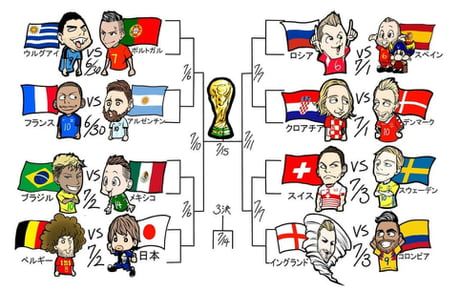 ウルグアイ
VS
6/30
ポルトガル
7
フランス
VS
6/30
アルゼンチン
10
10
7/6
ブラジル
VS
7/2
メキシコ
ベルギー
VS
7/2
日本
7/6
7/10
7/15
3決
7/14
ロシア
VS
7/1
スペイン
6
クロアチア
VS
7/1
デンマーク
10
7/7
スイス
VS
7/3
スウェーデン
イングランド
VS
7/3
コロンビア
7/7
7/11